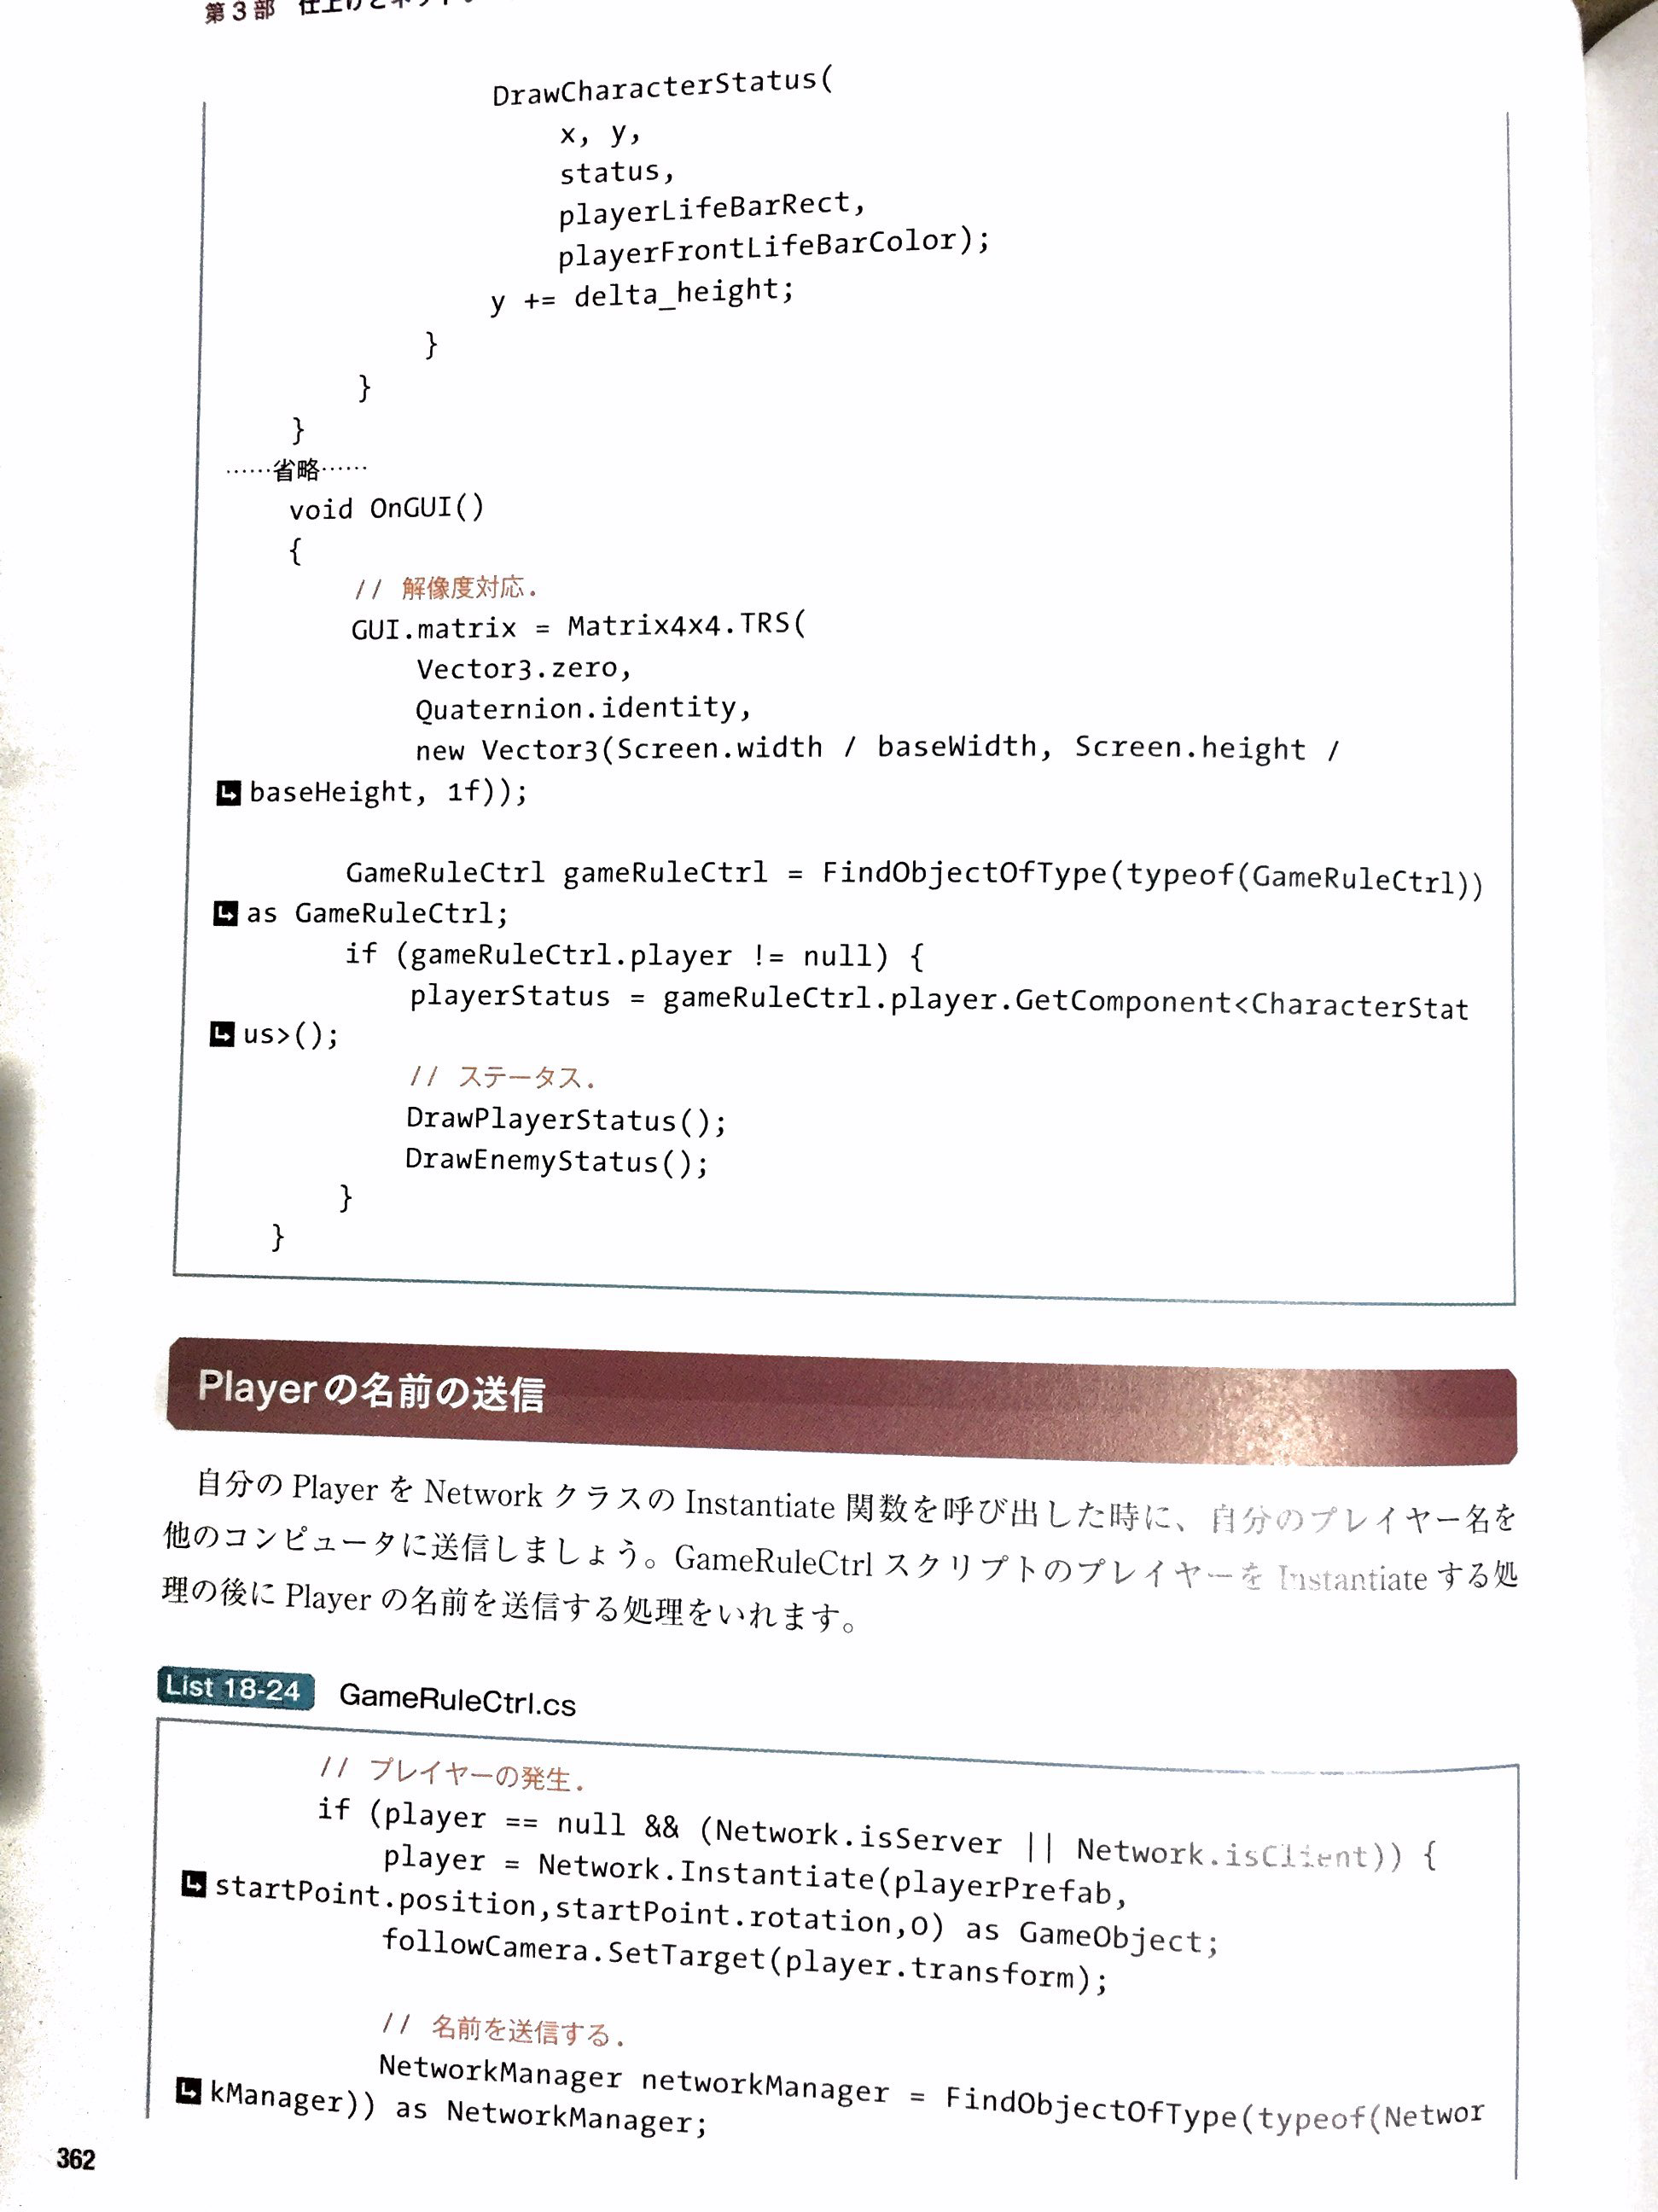 第3部
DrawCharacterStatus(
x, y,
status,
playerLifeBarRect,
playerFrontLifeBarColor);
y += delta_height;
}
}
}
……省略……
void OnGUI()
{
// 解像度対応.
GUI.matrix = Matrix4x4.TRS(
Vector3.zero,
Quaternion.identity,
new Vector3(Screen.width / baseWidth, Screen.height /
baseHeight, 1f));
GameRuleCtrl gameRuleCtrl = FindObjectOfType(typeof(GameRuleCtrl))
as GameRuleCtrl;
if (gameRuleCtrl.player != null) {
playerStatus = gameRuleCtrl.player.GetComponent<CharacterStat
us>();
// ステータス.
DrawPlayerStatus();
DrawEnemyStatus();
}
}
Playerの名前の送信
自分の Player を Network クラスの Instantiate 関数を呼び出した時に、自分のプレイヤー名を
他のコンピュータに送信しましょう。GameRuleCtrl スクリプトのプレイヤーを Instantiate する処
理の後に Player の名前を送信する処理をいれます。
List 18-24 GameRuleCtrl.cs
// プレイヤーの発生.
if (player == null && (Network.isServer || Network.isClient)) {
player = Network.Instantiate(playerPrefab,
startPoint.position,startPoint.rotation,0) as GameObject;
followCamera.SetTarget(player.transform);
// 名前を送信する.
NetworkManager networkManager = FindObjectOfType(typeof(Networ
kManager)) as NetworkManager;
362